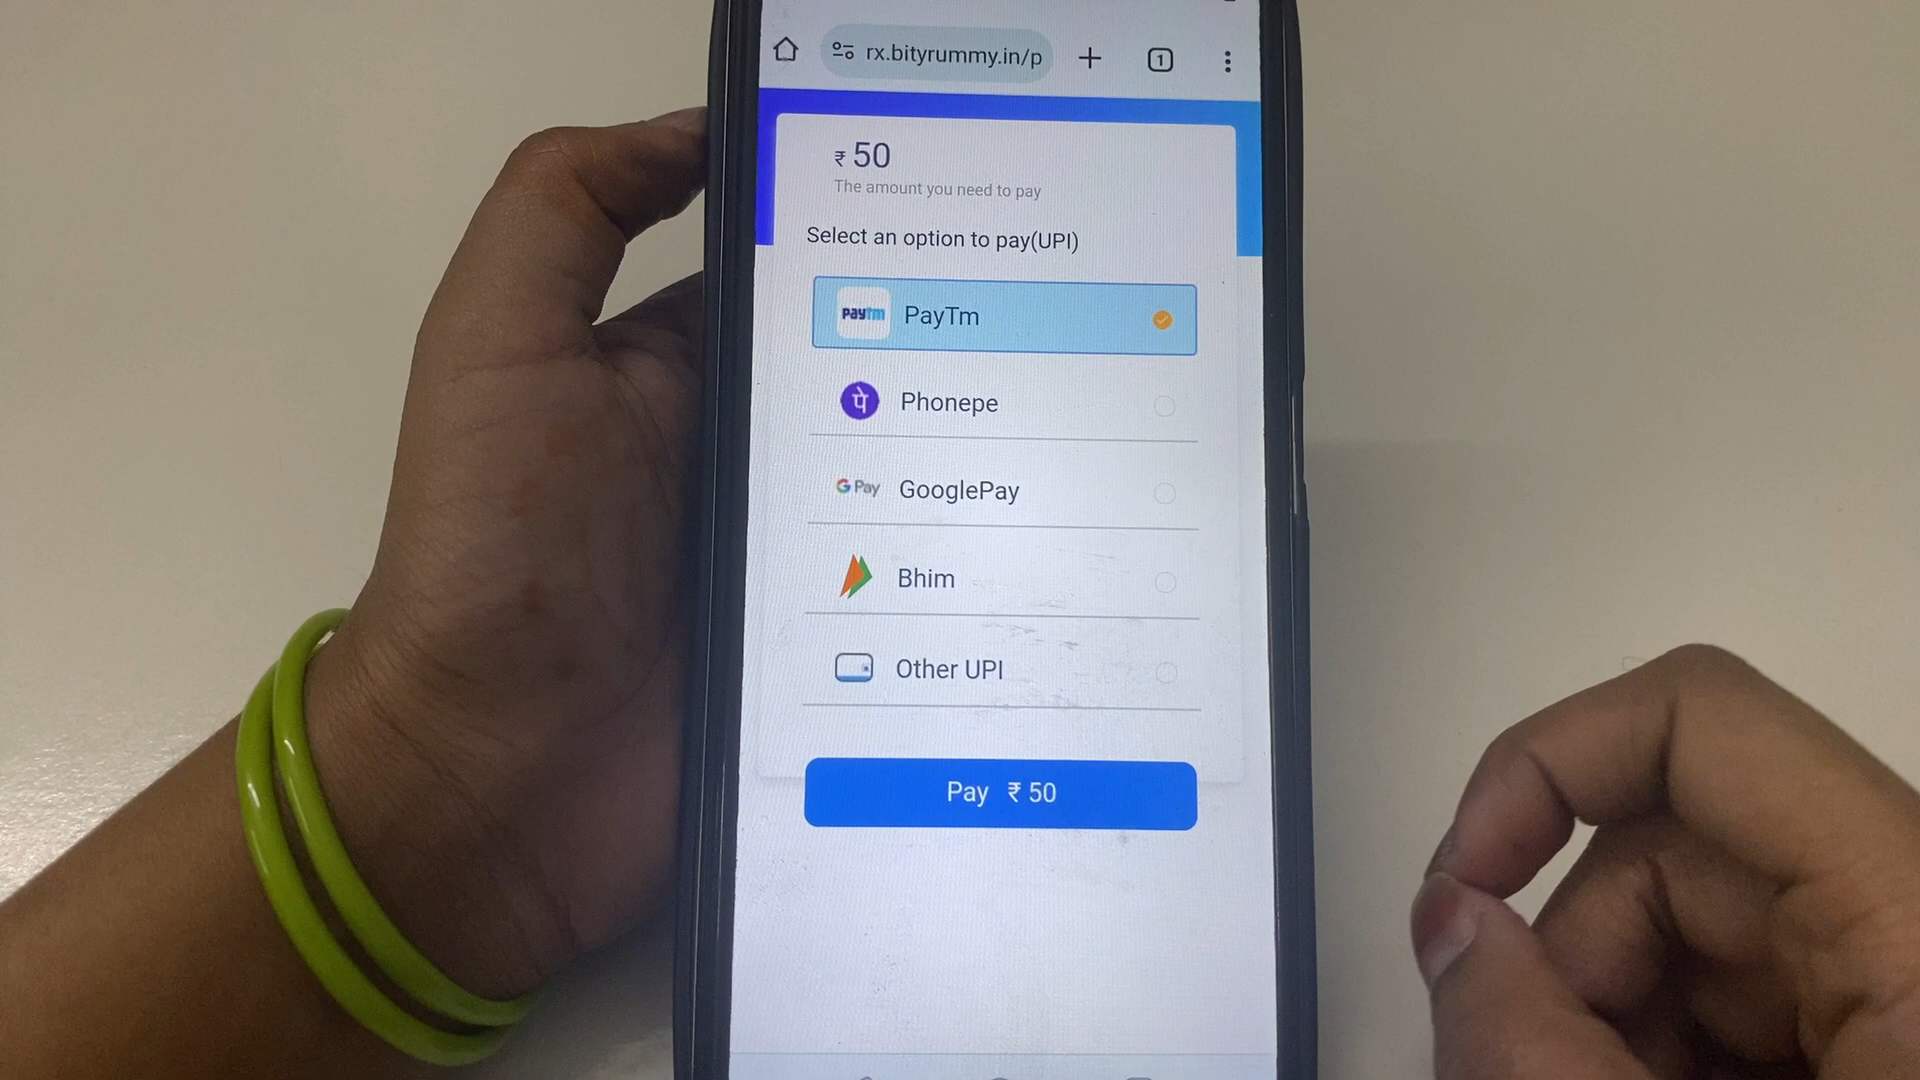 rx.bityrummy.in/p
1
₹ 50
The amount you need to pay
Select an option to pay(UPI)
paytm PayTm
पे Phonepe
G Pay GooglePay
Bhim
Other UPI
Pay ₹ 50